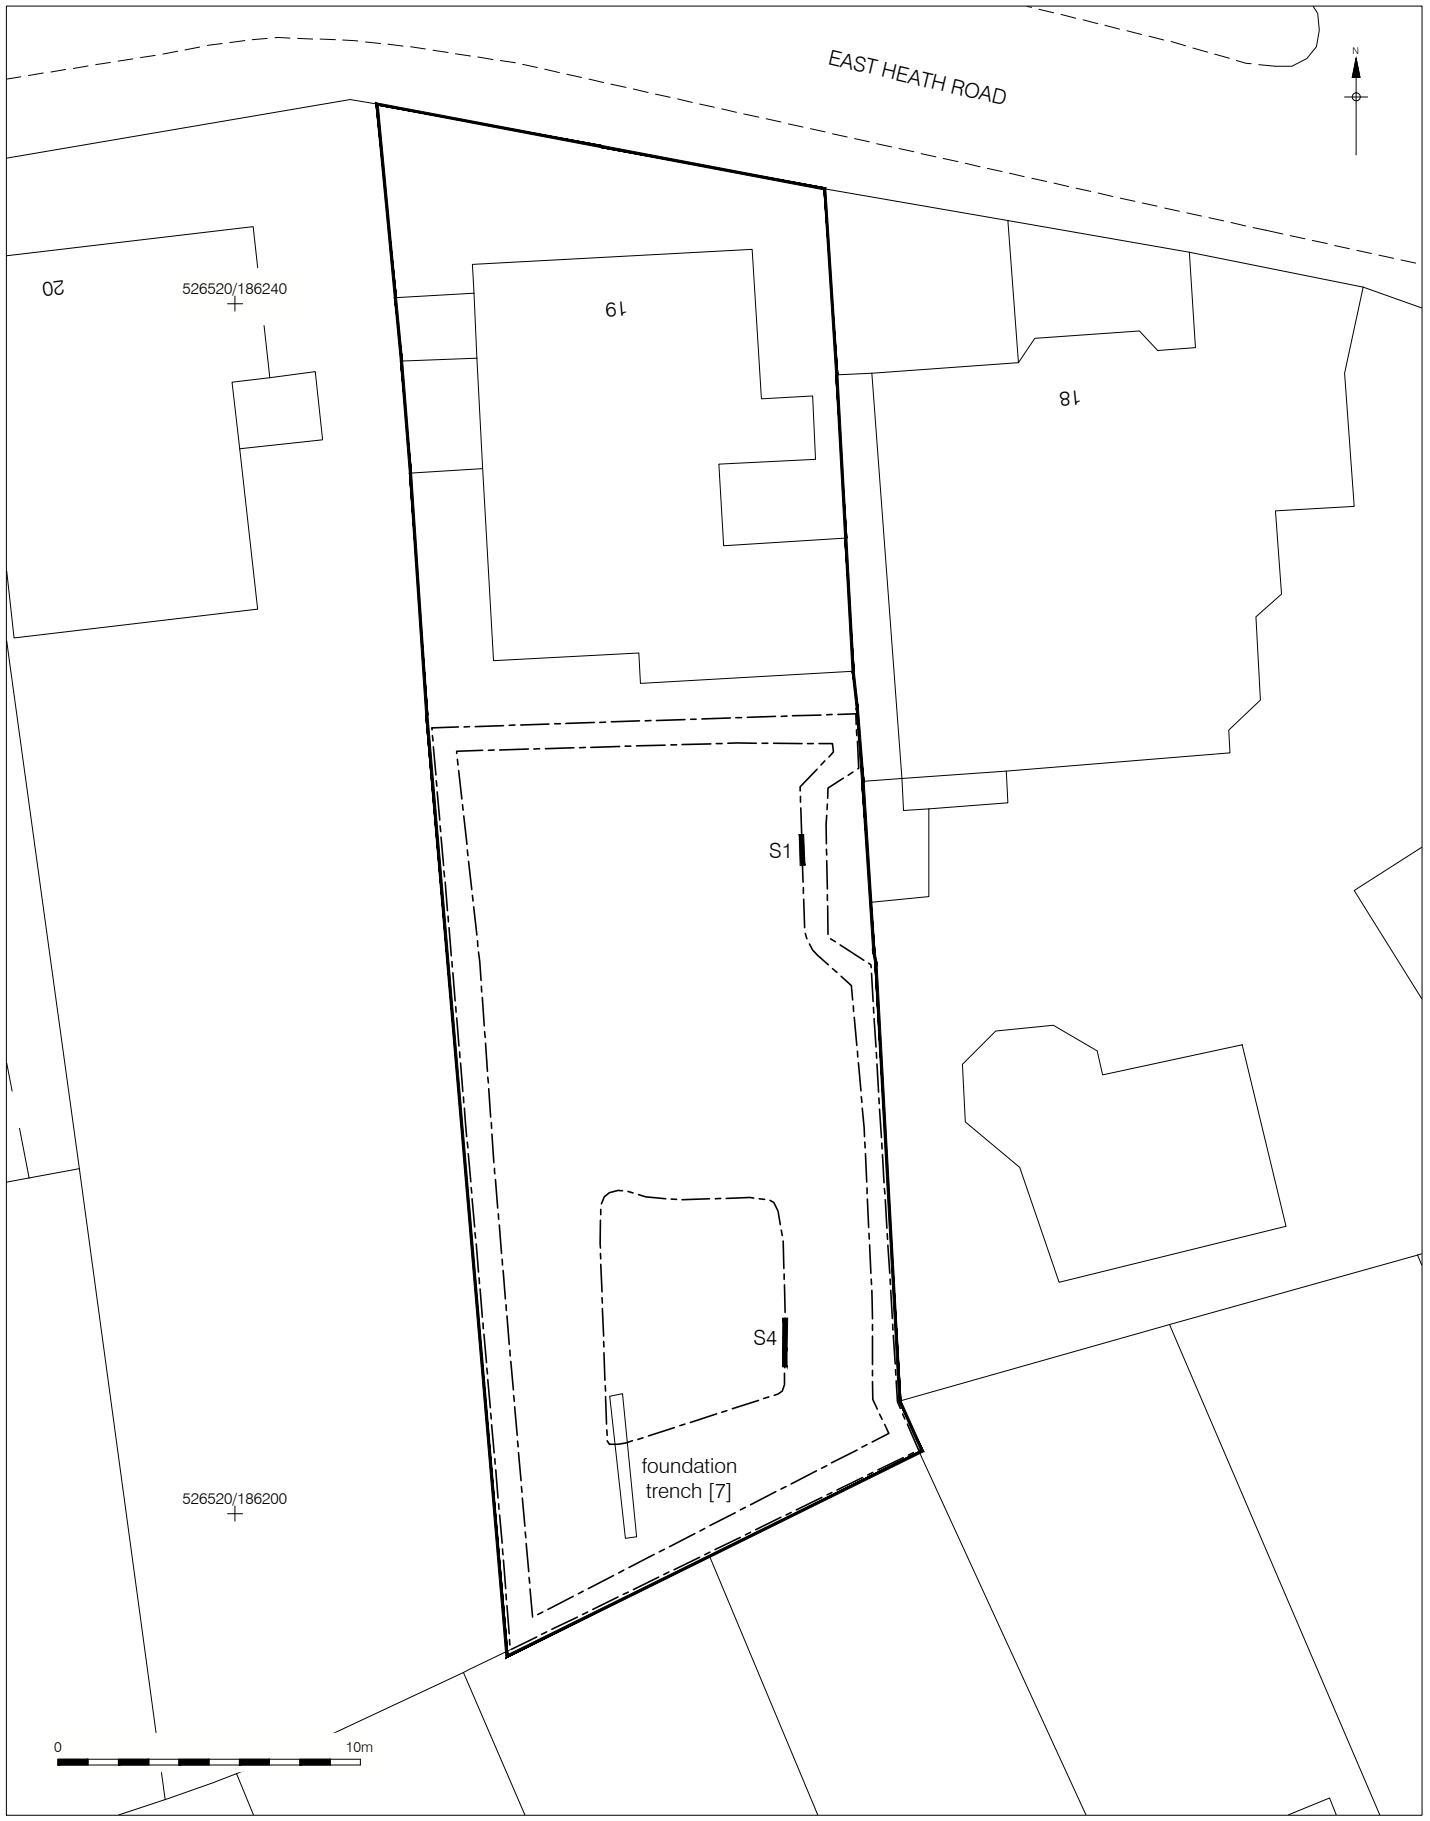 EAST HEATH ROAD
N
20
526520/186240
19
18
S1
S4
foundation
trench [7]
526520/186200
0 10m